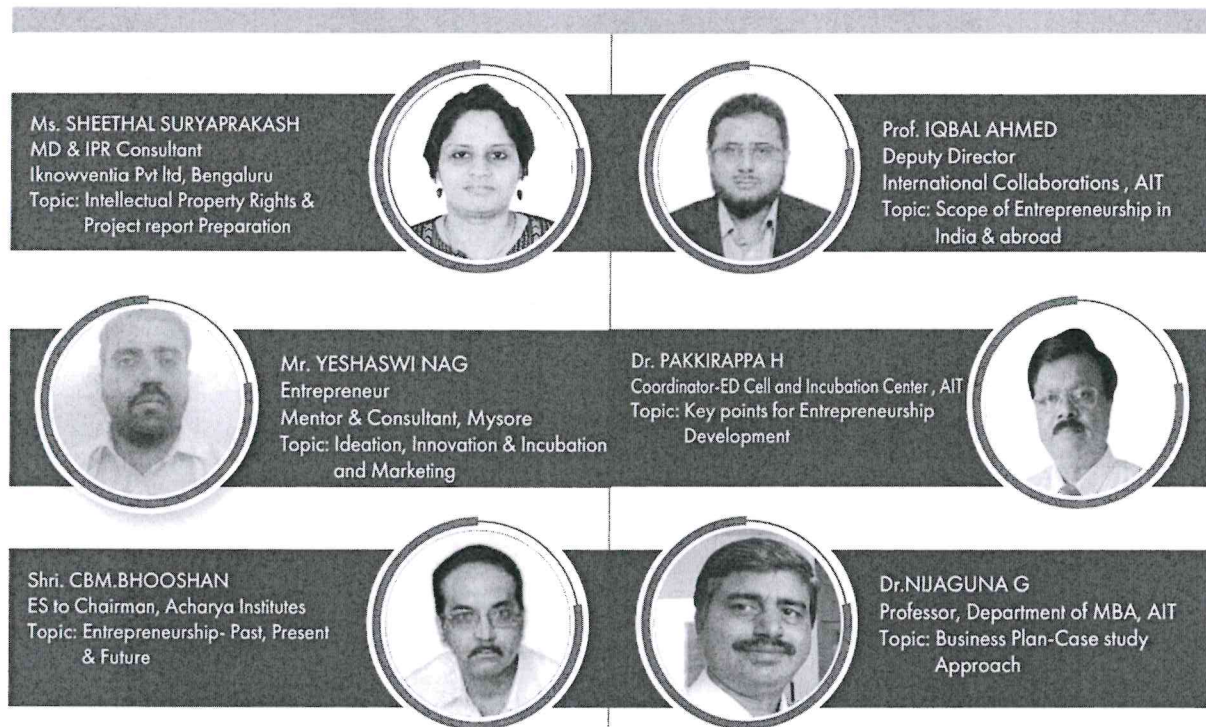 Ms. SHEETHAL SURYAPRAKASH
MD & IPR Consultant
Iknowventia Pvt ltd, Bengaluru
Topic: Intellectual Property Rights &
Project report Preparation
Prof. IQBAL AHMED
Deputy Director
International Collaborations , AIT
Topic: Scope of Entrepreneurship in
India & abroad
Mr. YESHASWI NAG
Entrepreneur
Mentor & Consultant, Mysore
Topic: Ideation, Innovation & Incubation
and Marketing
Dr. PAKKIRAPPA H
Coordinator-ED Cell and Incubation Center , AIT
Topic: Key points for Entrepreneurship
Development
Shri. CBM.BHOOSHAN
ES to Chairman, Acharya Institutes
Topic: Entrepreneurship- Past, Present
& Future
Dr.NIJAGUNA G
Professor, Department of MBA, AIT
Topic: Business Plan-Case study
Approach